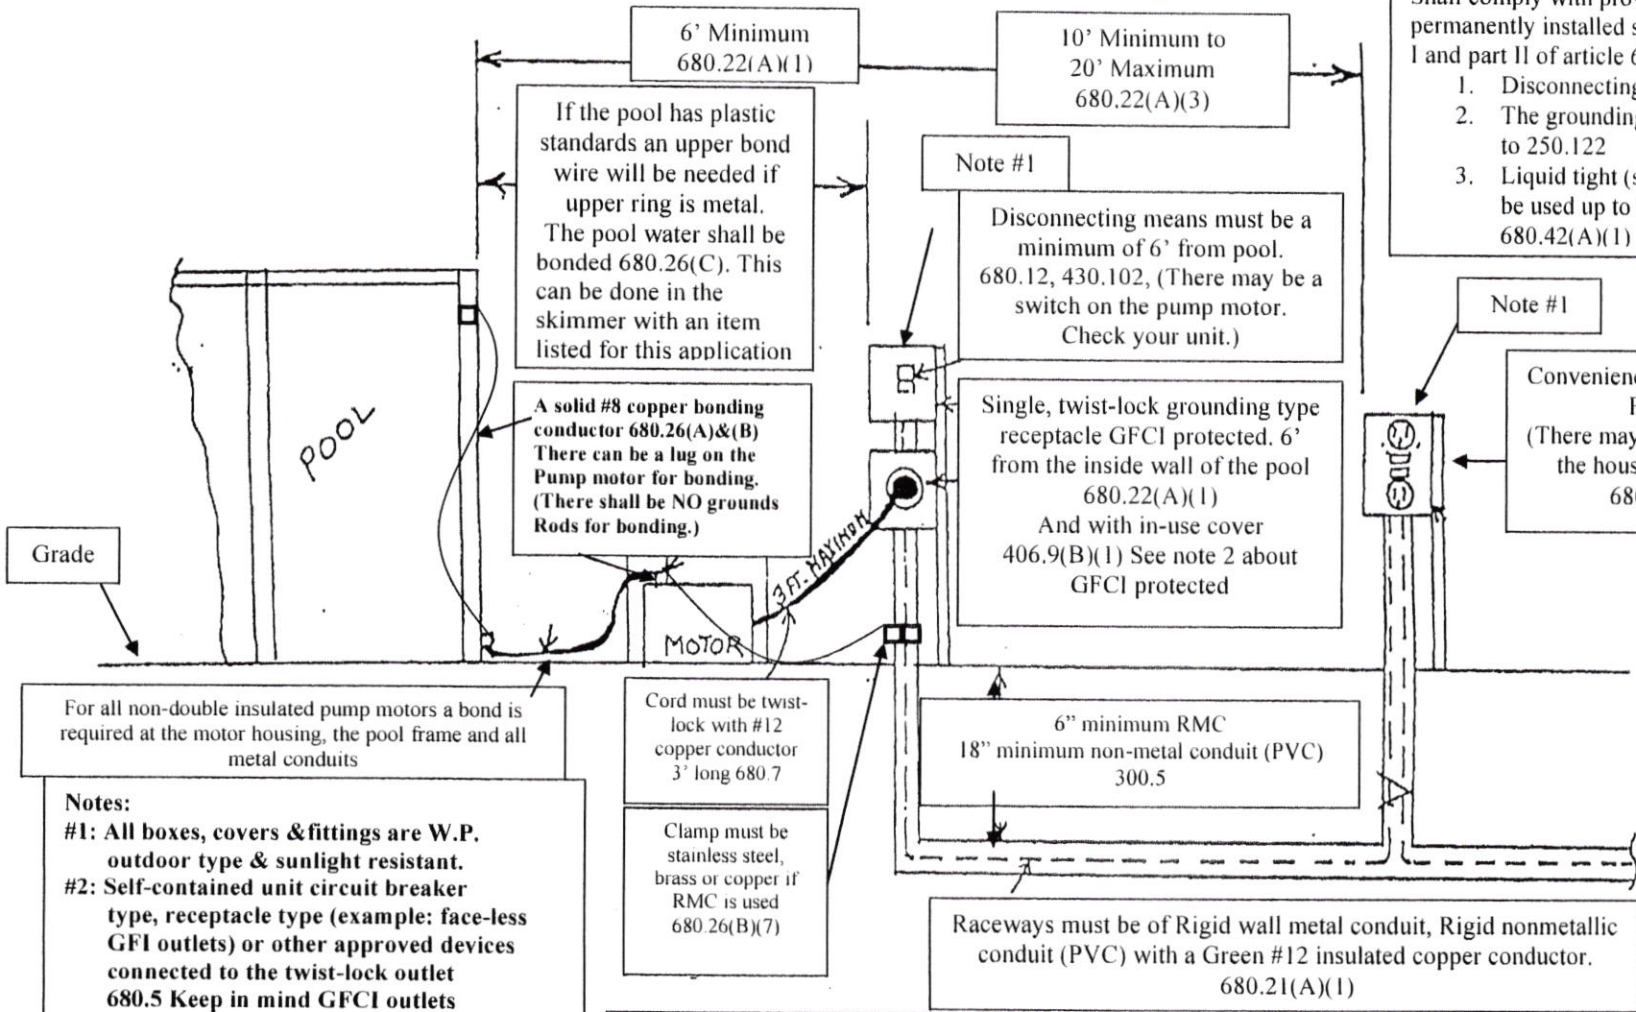 6’ Minimum
680.22(A)(1)
10’ Minimum to
20’ Maximum
680.22(A)(3)
permanently installed
I and part II of article
1. Disconnecting
2. The grounding
to 250.122
3. Liquid tight
be used up to
680.42(A)(1)
If the pool has plastic
standards an upper bond
wire will be needed if
upper ring is metal.
The pool water shall be
bonded 680.26(C). This
can be done in the
skimmer with an item
listed for this application
Note #1
Disconnecting means must be a
minimum of 6’ from pool.
680.12, 430.102, (There may be a
switch on the pump motor.
Check your unit.)
Note #1
A solid #8 copper bonding
conductor 680.26(A)&(B)
There can be a lug on the
Pump motor for bonding.
(There shall be NO grounds
Rods for bonding.)
Single, twist-lock grounding type
receptacle GFCI protected. 6’
from the inside wall of the pool
680.22(A)(1)
And with in-use cover
406.9(B)(1) See note 2 about
GFCI protected
(There may
the
POOL
Grade
3 FT. MAXIMUM
MOTOR
For all non-double insulated pump motors a bond is
required at the motor housing, the pool frame and all
metal conduits
Cord must be twist-
lock with #12
copper conductor
3’ long 680.7
6” minimum RMC
18” minimum non-metal conduit (PVC)
300.5
Clamp must be
stainless steel,
brass or copper if
RMC is used
680.26(B)(7)
Notes:
#1: All boxes, covers &fittings are W.P.
outdoor type & sunlight resistant.
#2: Self-contained unit circuit breaker
type, receptacle type (example: face-less
GFI outlets) or other approved devices
connected to the twist-lock outlet
680.5 Keep in mind GFCI outlets
Raceways must be of Rigid wall metal conduit, Rigid nonmetallic
conduit (PVC) with a Green #12 insulated copper conductor.
680.21(A)(1)